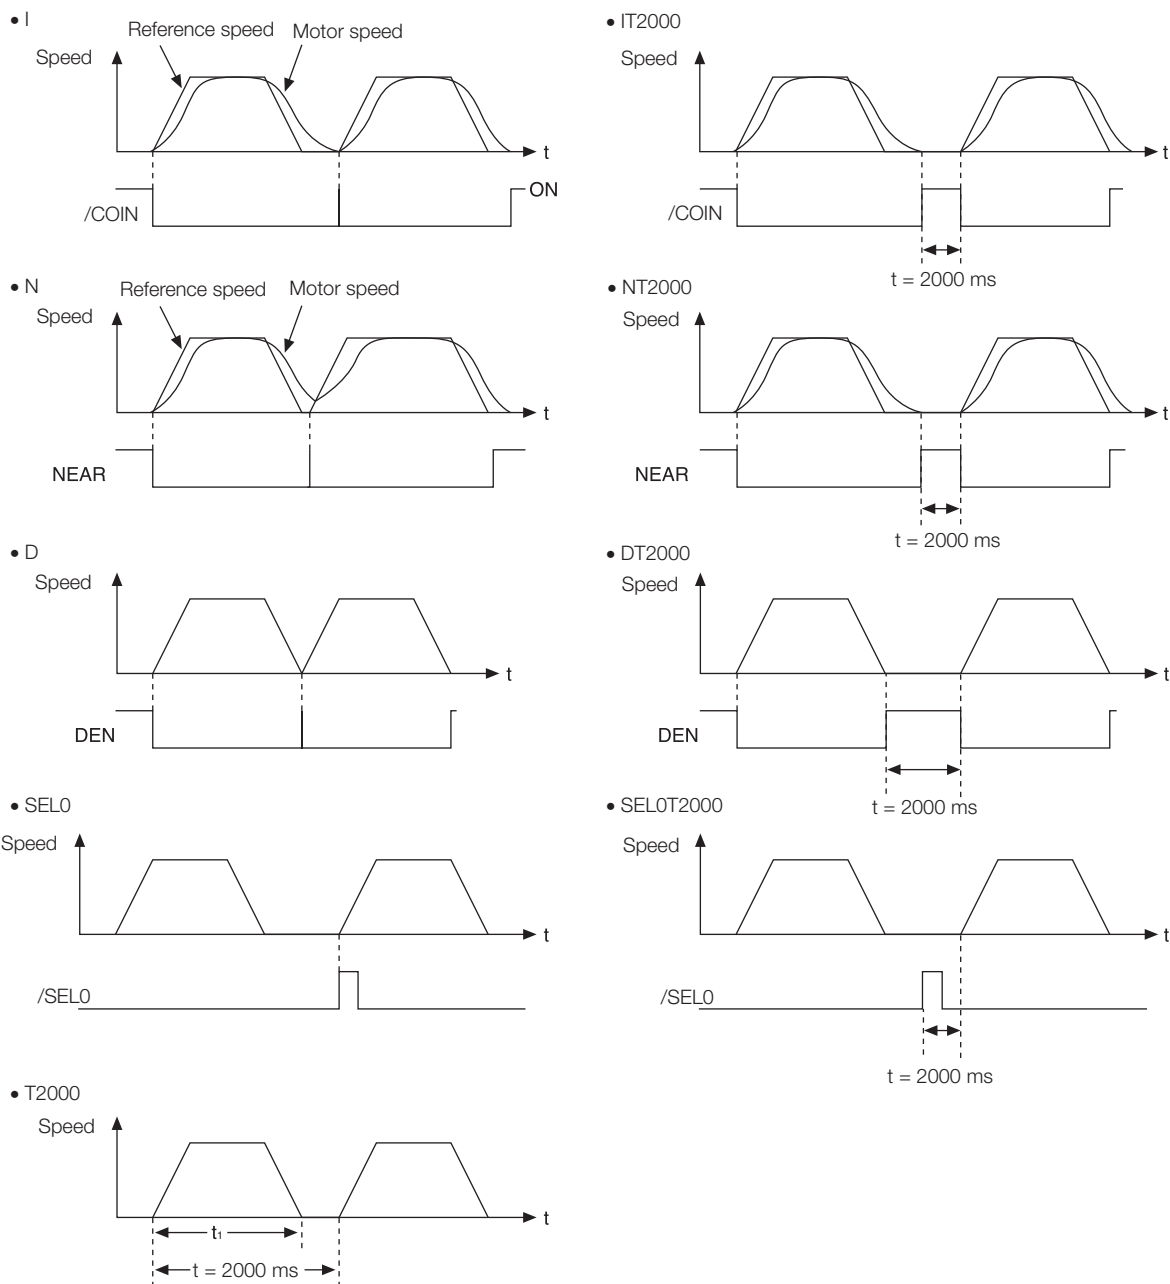 • I
Reference speed
Motor speed
Speed
t
ON
/COIN
• IT2000
Speed
t
/COIN
t = 2000 ms
• N
Reference speed
Motor speed
Speed
t
NEAR
• NT2000
Speed
t
NEAR
t = 2000 ms
• D
Speed
t
DEN
• DT2000
Speed
t
DEN
t = 2000 ms
• SEL0
Speed
t
/SEL0
• SEL0T2000
Speed
t
/SEL0
t = 2000 ms
• T2000
Speed
t
t₁
t = 2000 ms